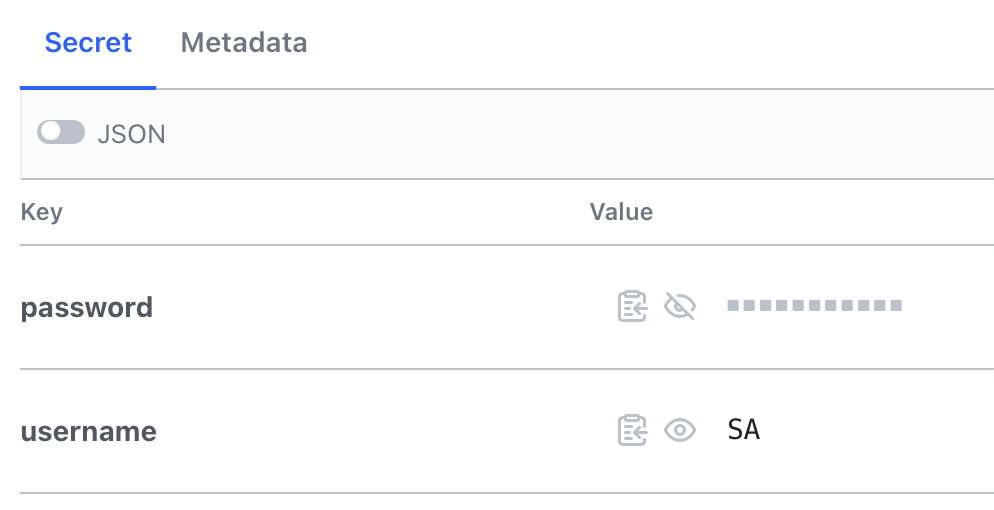 Secret Metadata
JSON
Key Value
password
username SA